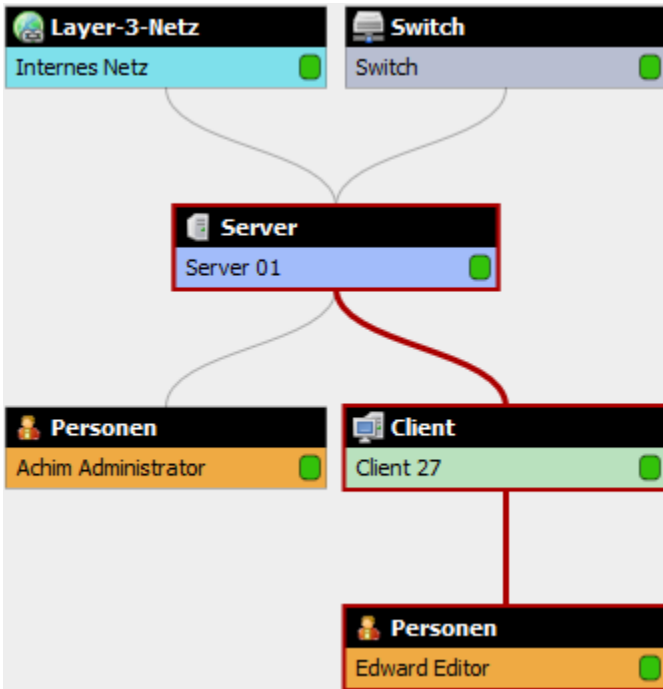 Layer-3-Netz
Internes Netz
Switch
Switch
Server
Server 01
Personen
Achim Administrator
Client
Client 27
Personen
Edward Editor